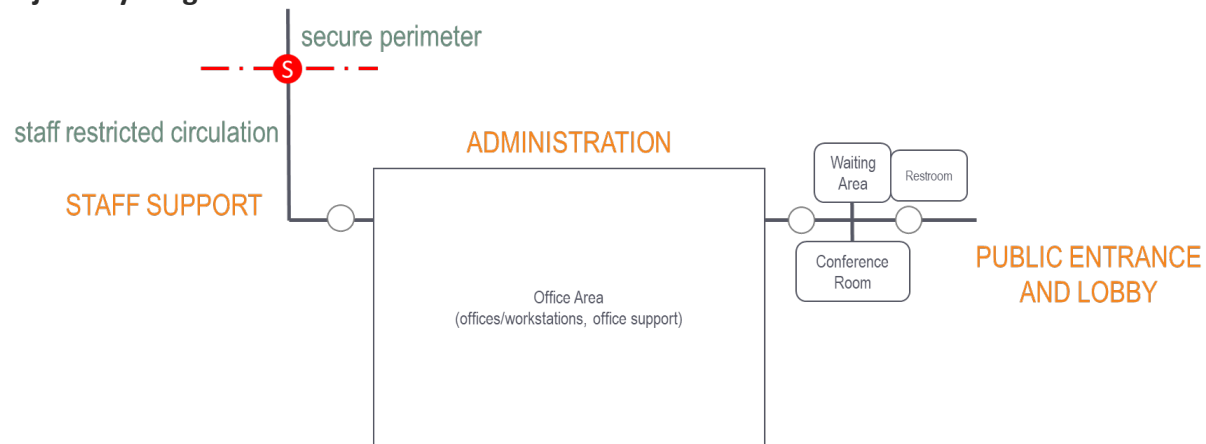 secure perimeter
S
staff restricted circulation
ADMINISTRATION
Waiting
Area
Restroom
STAFF SUPPORT
Conference
Room
PUBLIC ENTRANCE
AND LOBBY
Office Area
(offices/workstations, office support)